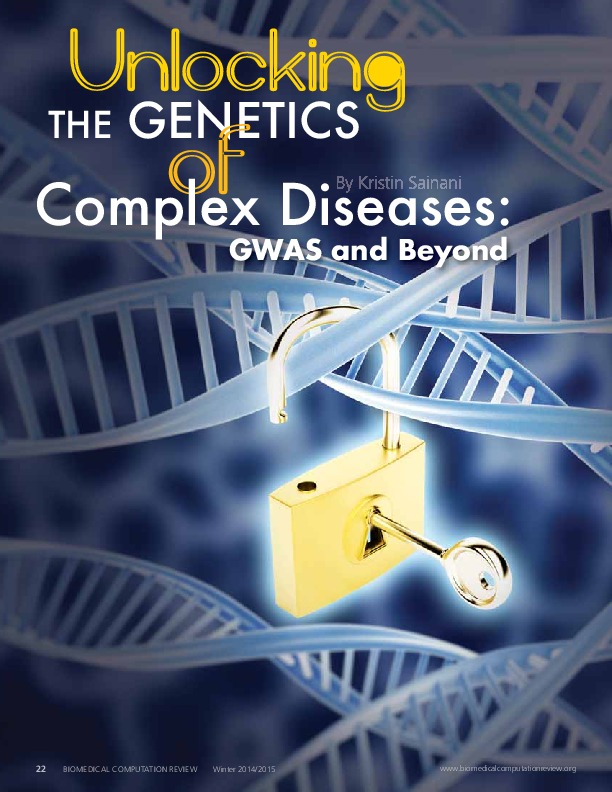 Unlocking
THE GENETICS
of
By Kristin Sainani
Complex Diseases:
GWAS and Beyond
22 BIOMEDICAL COMPUTATION REVIEW Winter 2014/2015 www.biomedicalcomputationreview.org